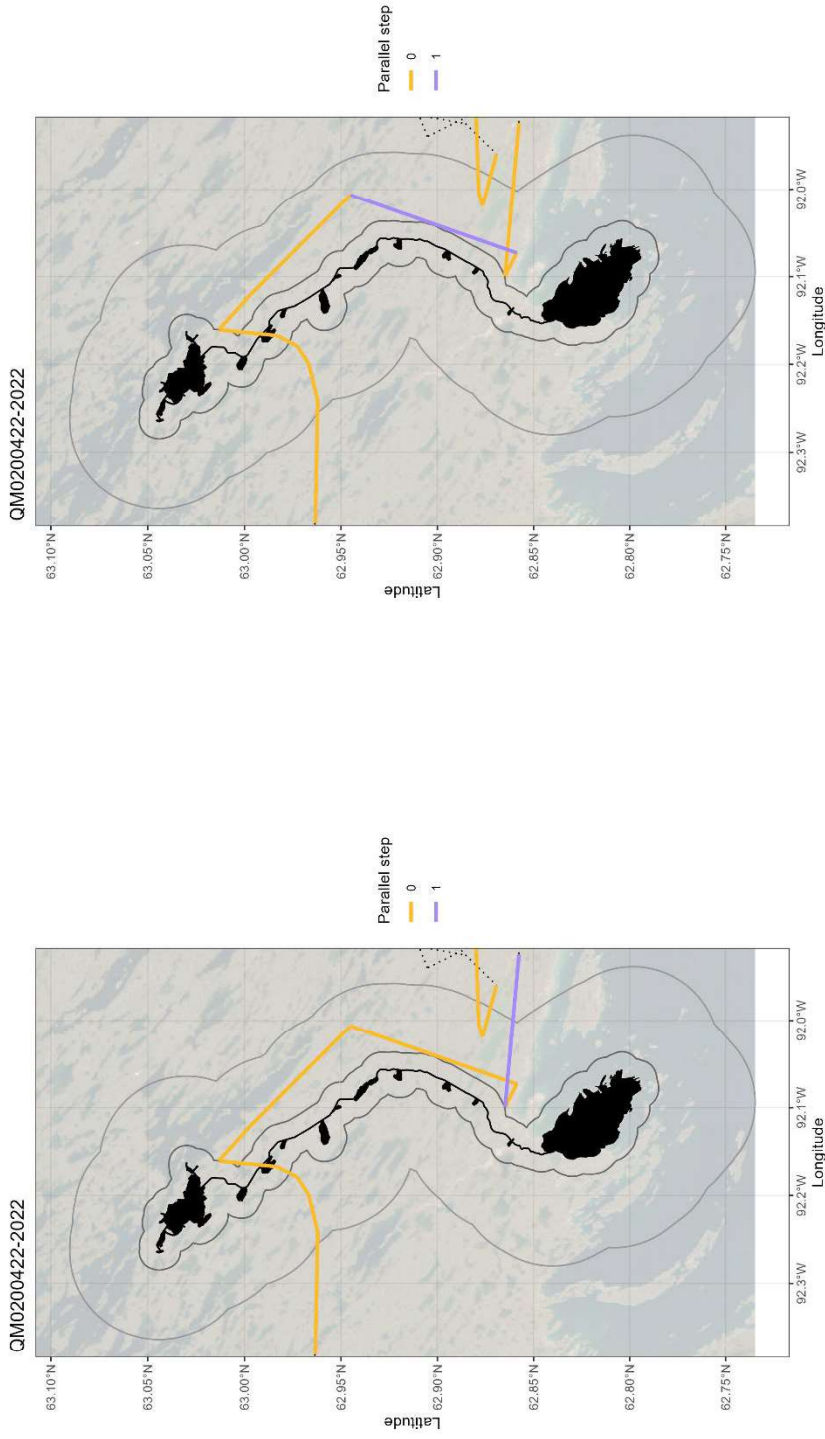 QM0200422-2022
63.10°N
63.05°N
63.00°N
62.95°N
62.90°N
62.85°N
62.80°N
62.75°N
Latitude
92.3°W
92.2°W
92.1°W
92.0°W
Longitude
Parallel step
0
1
QM0200422-2022
63.10°N
63.05°N
63.00°N
62.95°N
62.90°N
62.85°N
62.80°N
62.75°N
Latitude
92.3°W
92.2°W
92.1°W
92.0°W
Longitude
Parallel step
0
1